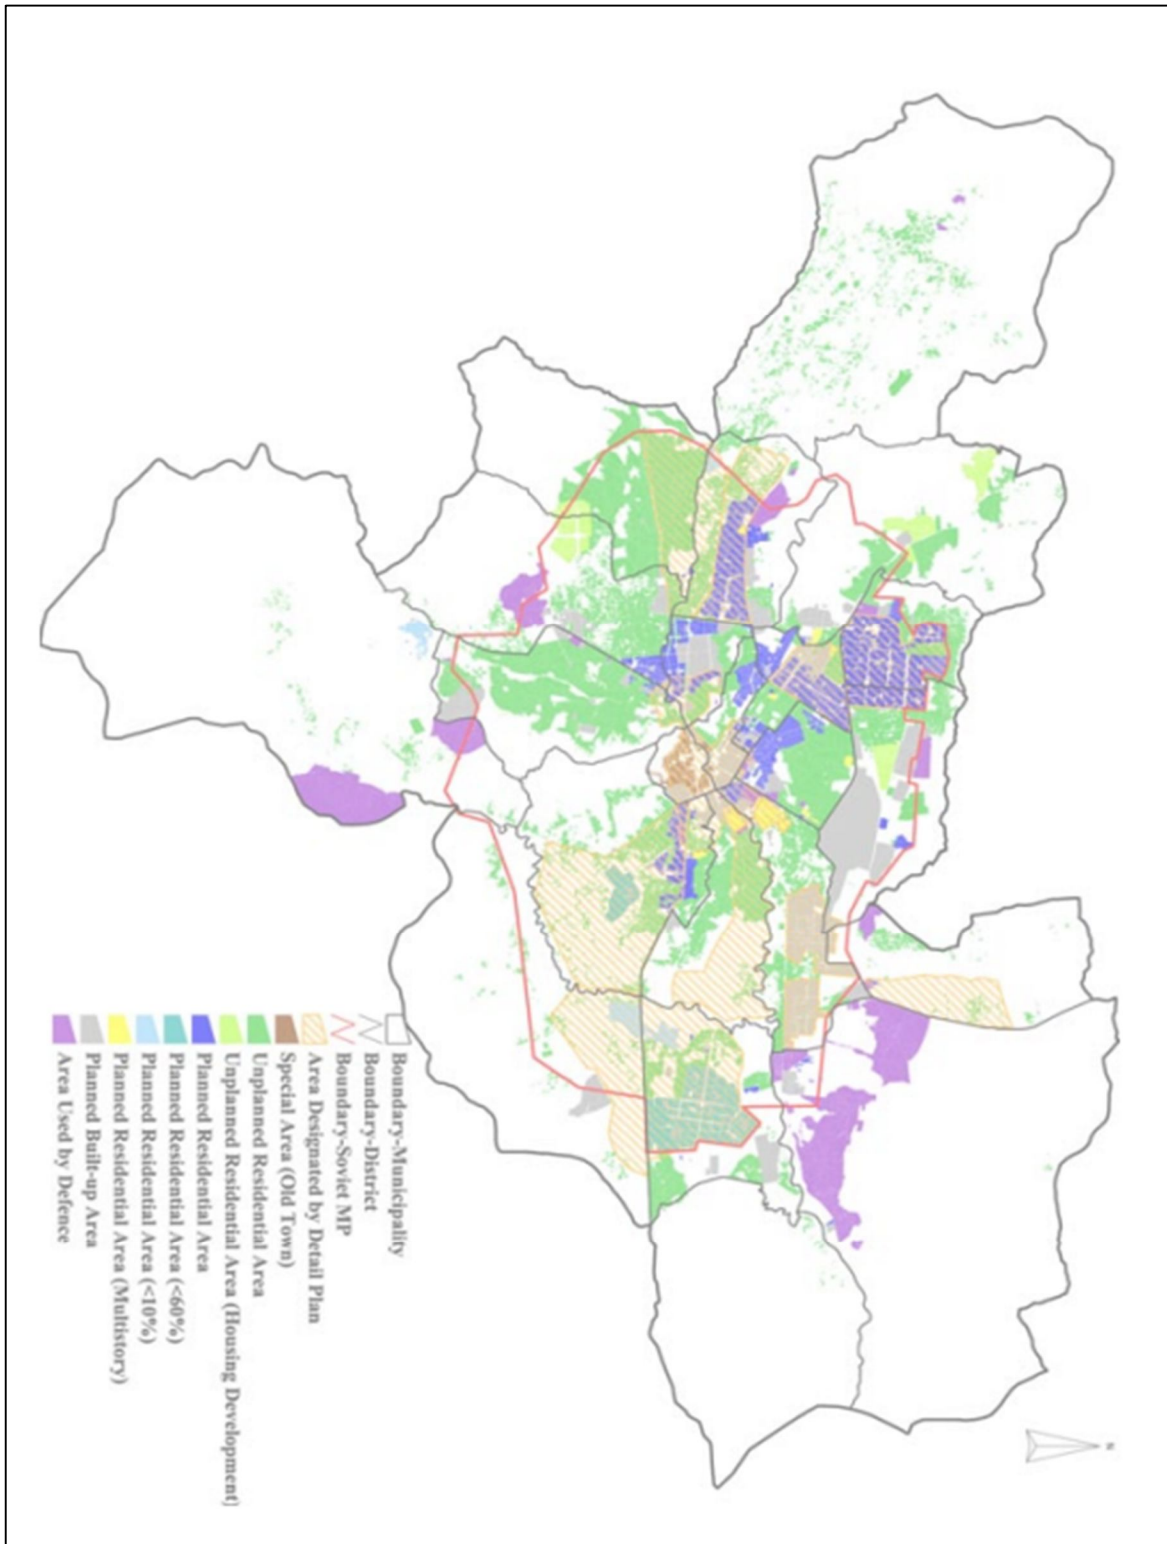 Boundary-Municipality
Boundary-District
Boundary-Soviet MP
Area Designated by Detail Plan
Special Area (Old Town)
Unplanned Residential Area
Unplanned Residential Area (Housing Development)
Planned Residential Area
Planned Residential Area (<60%)
Planned Residential Area (<10%)
Planned Residential Area (Multistory)
Planned Built-up Area
Area Used by Defence
N